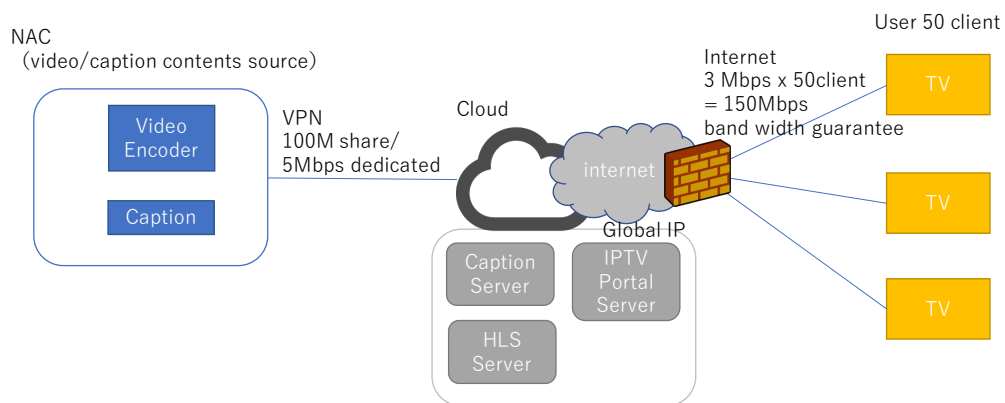 User 50 client
NAC
（video/caption contents source）
Video
Encoder
Caption
VPN
100M share/
5Mbps dedicated
Cloud
internet
Internet
3 Mbps x 50client
= 150Mbps
band width guarantee
TV
TV
TV
Global IP
Caption
Server
IPTV
Portal
Server
HLS
Server